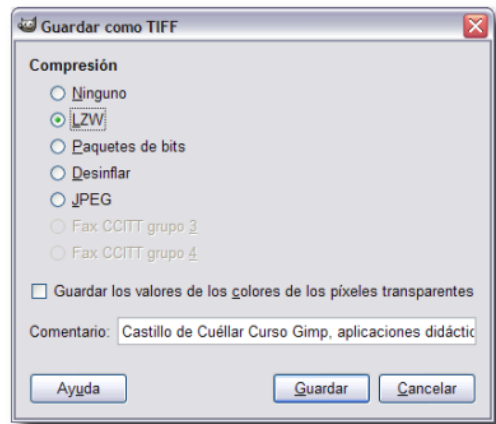 Guardar como TIFF
Compresión
Ninguno
LZW
Paquetes de bits
Desinflar
JPEG
Fax CCITT grupo 3
Fax CCITT grupo 4
Guardar los valores de los colores de los píxeles transparentes
Comentario: Castillo de Cuéllar Curso Gimp, aplicaciones didáctic
Ayuda Guardar Cancelar